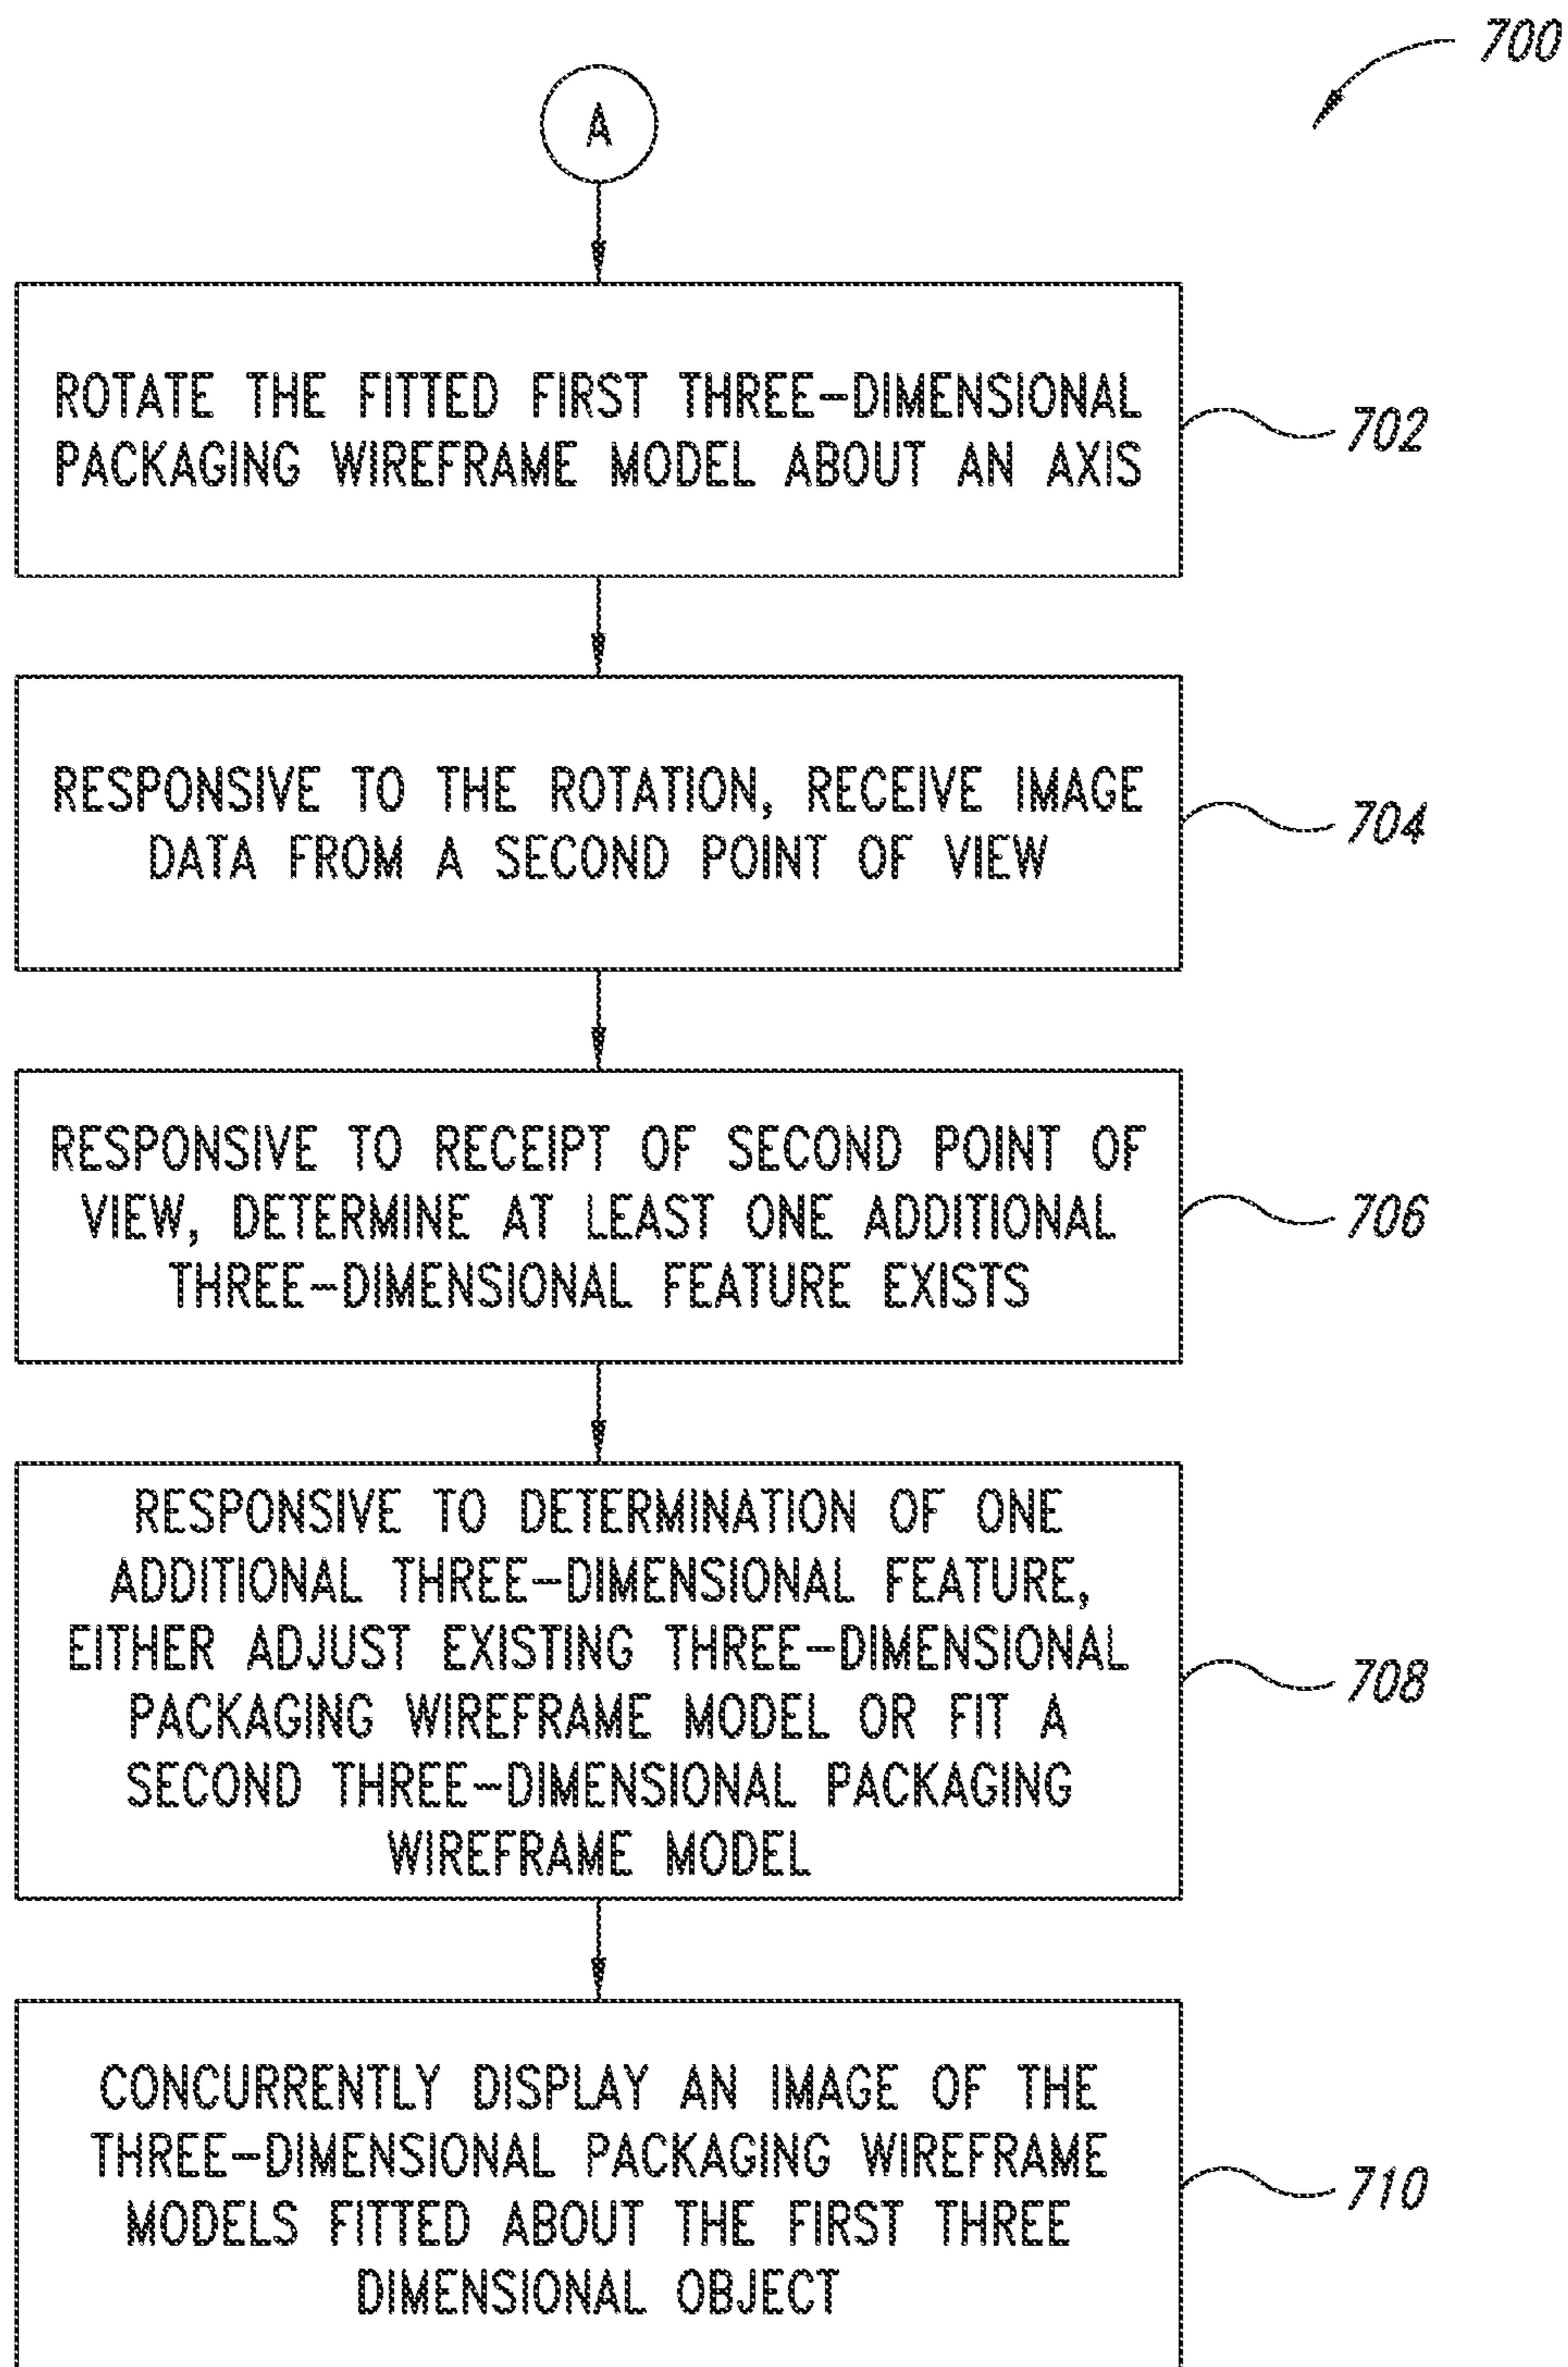 700
A
ROTATE THE FITTED FIRST THREE-DIMENSIONAL
PACKAGING WIREFRAME MODEL ABOUT AN AXIS
702
RESPONSIVE TO THE ROTATION, RECEIVE IMAGE
DATA FROM A SECOND POINT OF VIEW
704
RESPONSIVE TO RECEIPT OF SECOND POINT OF
VIEW, DETERMINE AT LEAST ONE ADDITIONAL
THREE-DIMENSIONAL FEATURE EXISTS
706
RESPONSIVE TO DETERMINATION OF ONE
ADDITIONAL THREE-DIMENSIONAL FEATURE,
EITHER ADJUST EXISTING THREE-DIMENSIONAL
PACKAGING WIREFRAME MODEL OR FIT A
SECOND THREE-DIMENSIONAL PACKAGING
WIREFRAME MODEL
708
CONCURRENTLY DISPLAY AN IMAGE OF THE
THREE-DIMENSIONAL PACKAGING WIREFRAME
MODELS FITTED ABOUT THE FIRST THREE
DIMENSIONAL OBJECT
710